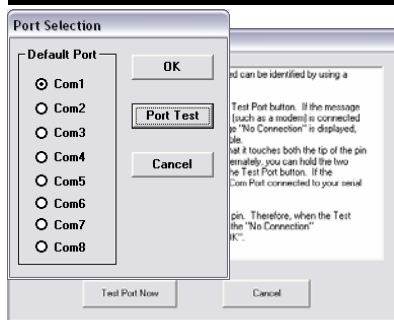 Port Selection
Default Port
Com1
Com2
Com3
Com4
Com5
Com6
Com7
Com8
OK
Port Test
Cancel
ed can be identified by using a
Test Port button. If the message
(such as a modem) is connected
"No Connection" is displayed,
hat it touches both the tip of the pin
ernately, you can hold the two
he Test Port button. If the
Com Port connected to your serial
pin. Therefore, when the Test
the "No Connection"
OK".
Test Port Now
Cancel